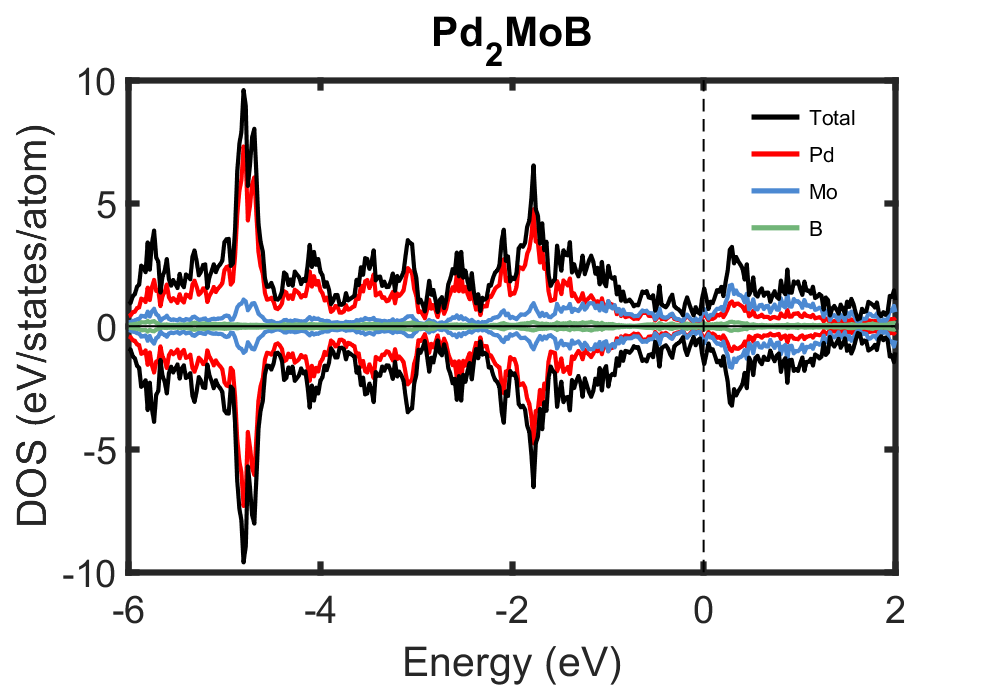 Pd₂MoB
10
5
0
-5
-10
DOS (eV/states/atom)
Total
Pd
Mo
B
-6 -4 -2 0 2
Energy (eV)